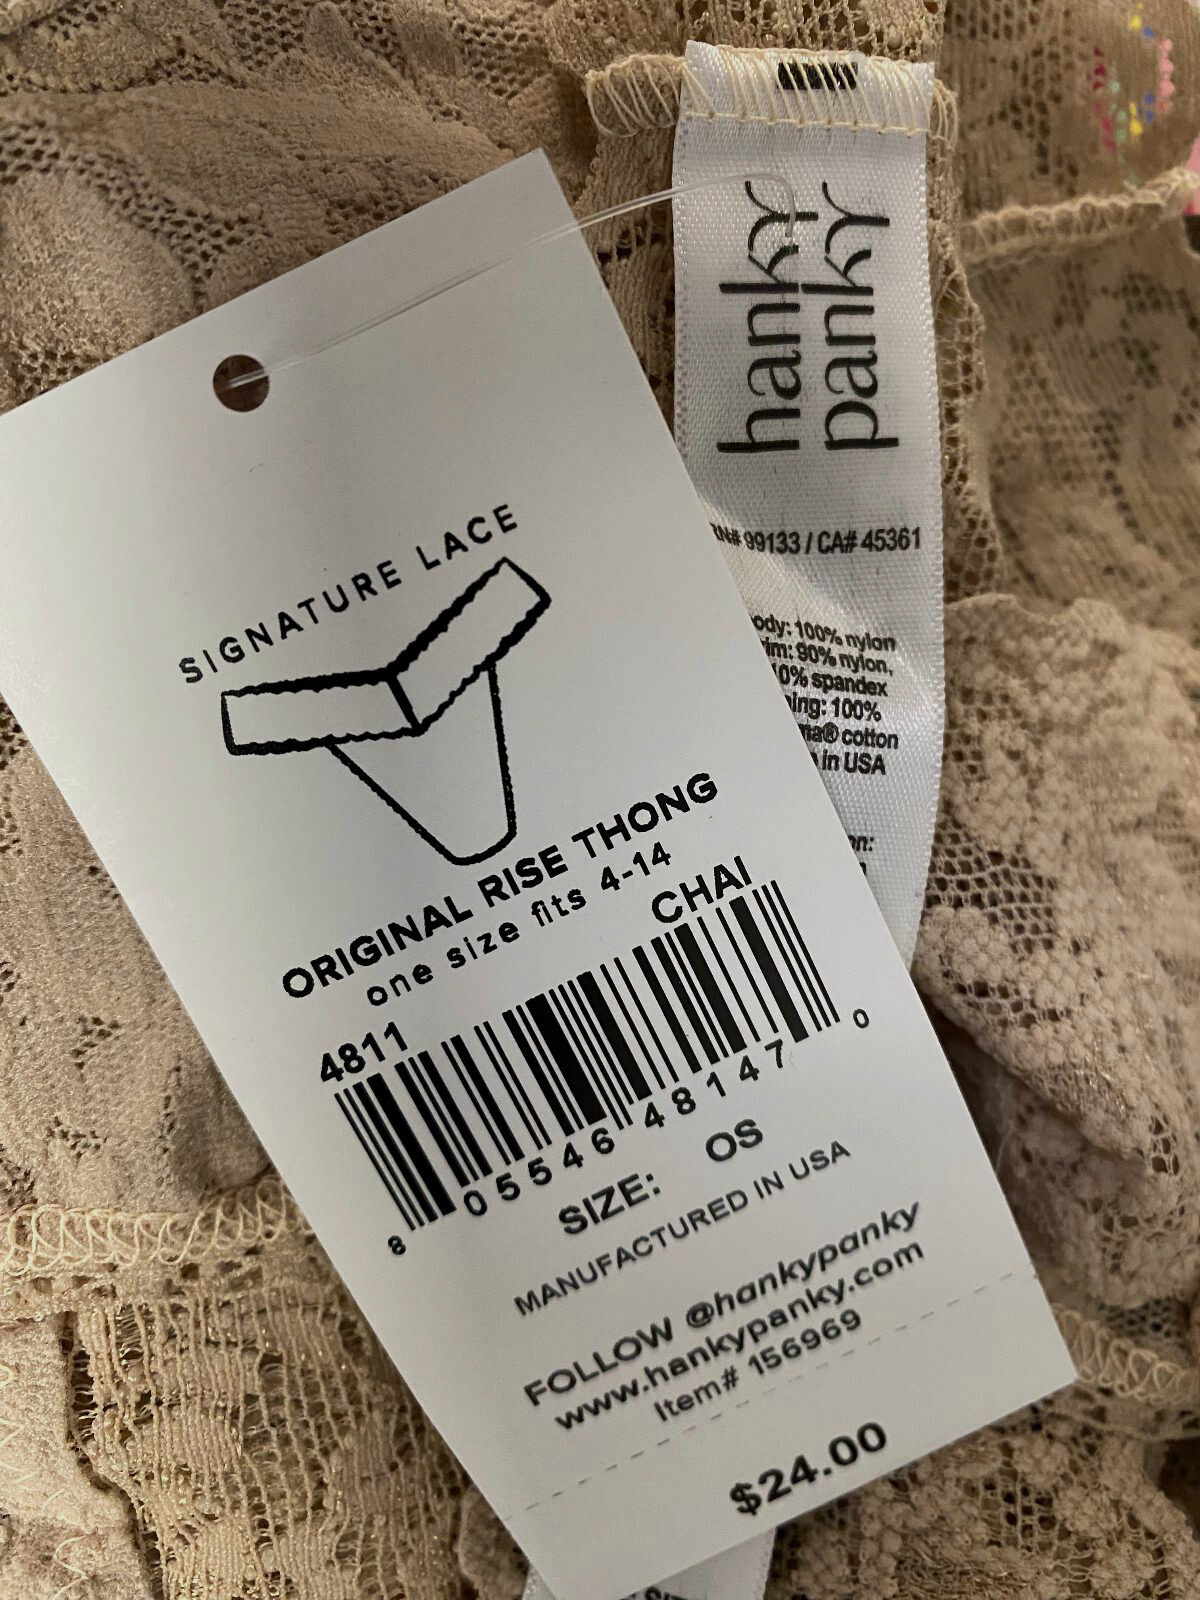 hanky
panky
99133 / CA# 45361
100% nylon
90% nylon,
spandex
100%
cotton
in USA
SIGNATURE LACE
ORIGINAL RISE THONG
one size fits 4-14
4811 CHAI
8 05546 48147 0
SIZE: OS
MANUFACTURED IN USA
FOLLOW @hankypanky
www.hankypanky.com
Item# 156969
$24.00